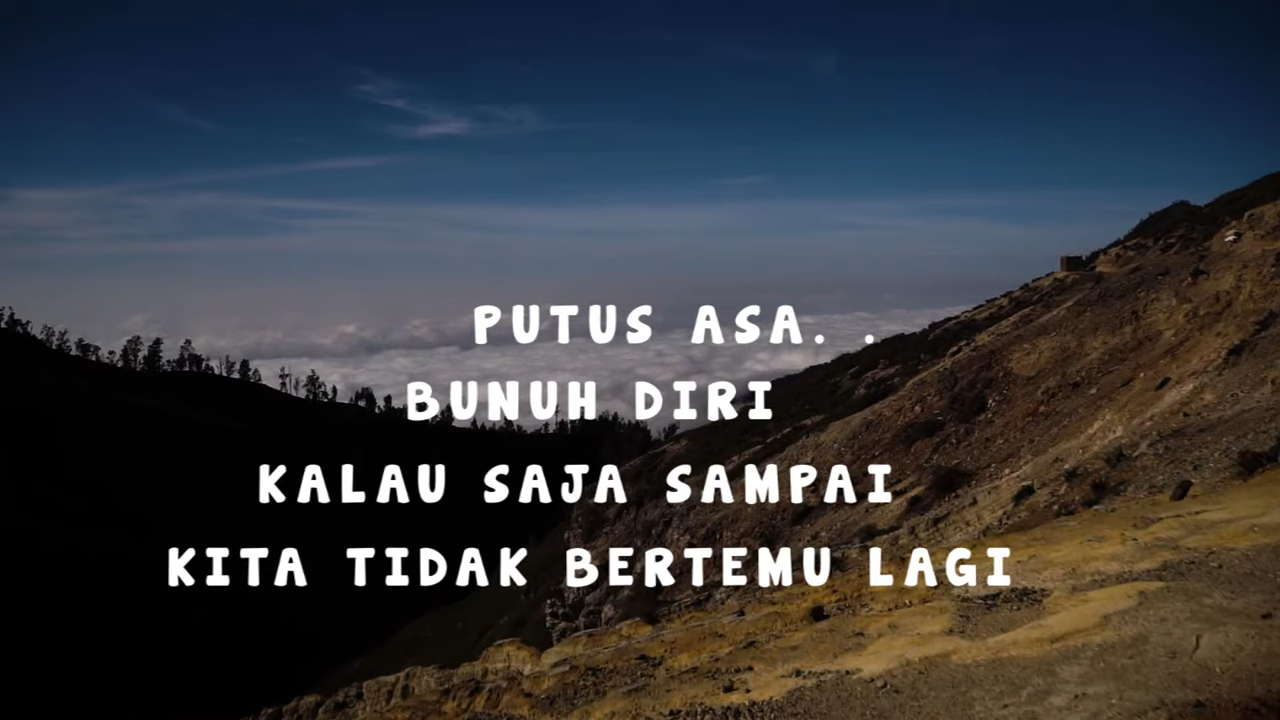 PUTUS ASA. .
BUNUH DIRI
KALAU SAJA SAMPAI
KITA TIDAK BERTEMU LAGI